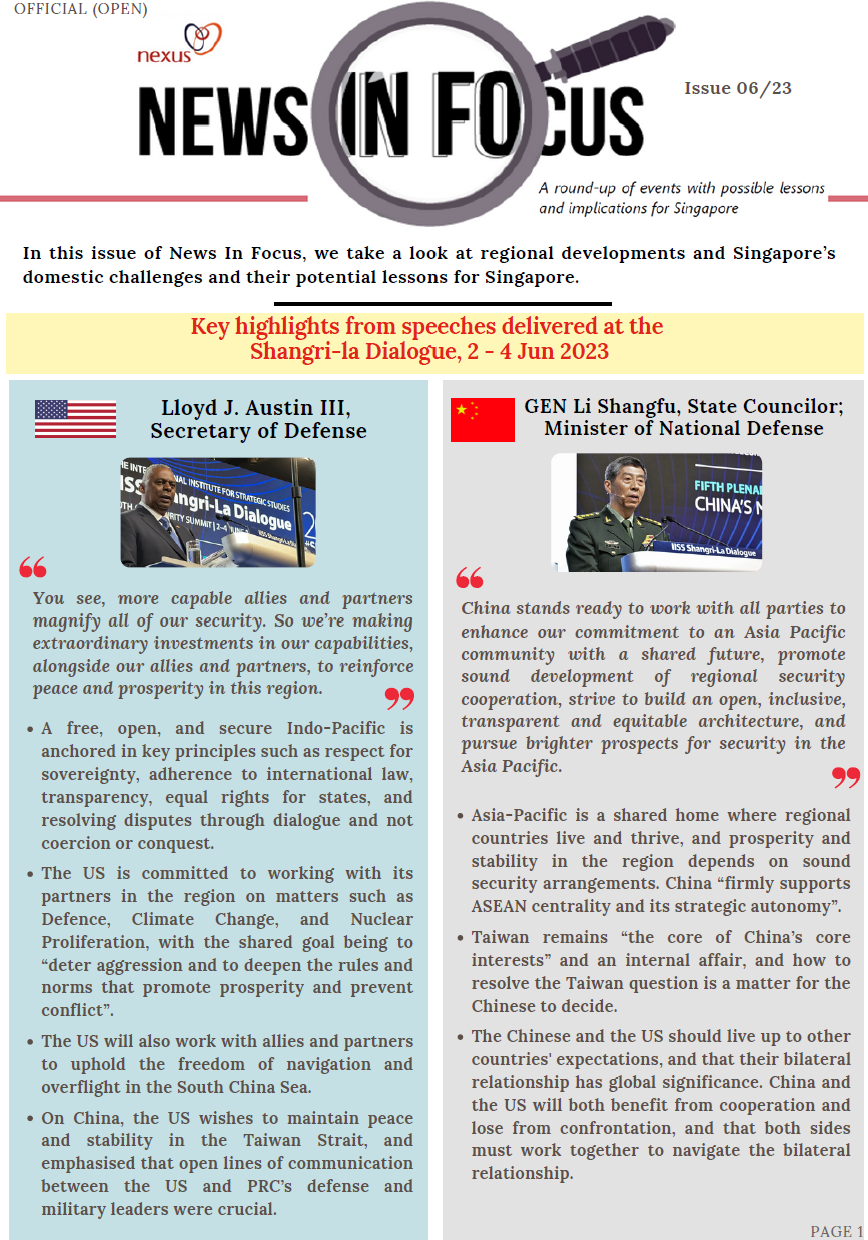 OFFICIAL (OPEN)
nexus
NEWS IN FOCUS
Issue 06/23
A round-up of events with possible lessons
and implications for Singapore
In this issue of News In Focus, we take a look at regional developments and Singapore's
domestic challenges and their potential lessons for Singapore.
Key highlights from speeches delivered at the
Shangri-la Dialogue, 2 - 4 Jun 2023
Lloyd J. Austin III,
Secretary of Defense
NAL INSTITUTE FOR STRATEGIC STUDIES
angri-La Dialogue
RITY SUMMIT | 2–4
“
You see, more capable allies and partners
magnify all of our security. So we're making
extraordinary investments in our capabilities,
alongside our allies and partners, to reinforce
peace and prosperity in this region.
”
• A free, open, and secure Indo-Pacific is
anchored in key principles such as respect for
sovereignty, adherence to international law,
transparency, equal rights for states, and
resolving disputes through dialogue and not
coercion or conquest.
• The US is committed to working with its
partners in the region on matters such as
Defence, Climate Change, and Nuclear
Proliferation, with the shared goal being to
“deter aggression and to deepen the rules and
norms that promote prosperity and prevent
conflict”.
• The US will also work with allies and partners
to uphold the freedom of navigation and
overflight in the South China Sea.
• On China, the US wishes to maintain peace
and stability in the Taiwan Strait, and
emphasised that open lines of communication
between the US and PRC's defense and
military leaders were crucial.
GEN Li Shangfu, State Councilor;
Minister of National Defense
FIFTH PLENA
CHINA'S N
IISS Shangri-La Dialogue
“
China stands ready to work with all parties to
enhance our commitment to an Asia Pacific
community with a shared future, promote
sound development of regional security
cooperation, strive to build an open, inclusive,
transparent and equitable architecture, and
pursue brighter prospects for security in the
Asia Pacific.
”
• Asia-Pacific is a shared home where regional
countries live and thrive, and prosperity and
stability in the region depends on sound
security arrangements. China “firmly supports
ASEAN centrality and its strategic autonomy”.
• Taiwan remains “the core of China's core
interests” and an internal affair, and how to
resolve the Taiwan question is a matter for the
Chinese to decide.
• The Chinese and the US should live up to other
countries' expectations, and that their bilateral
relationship has global significance. China and
the US will both benefit from cooperation and
lose from confrontation, and that both sides
must work together to navigate the bilateral
relationship.
PAGE 1